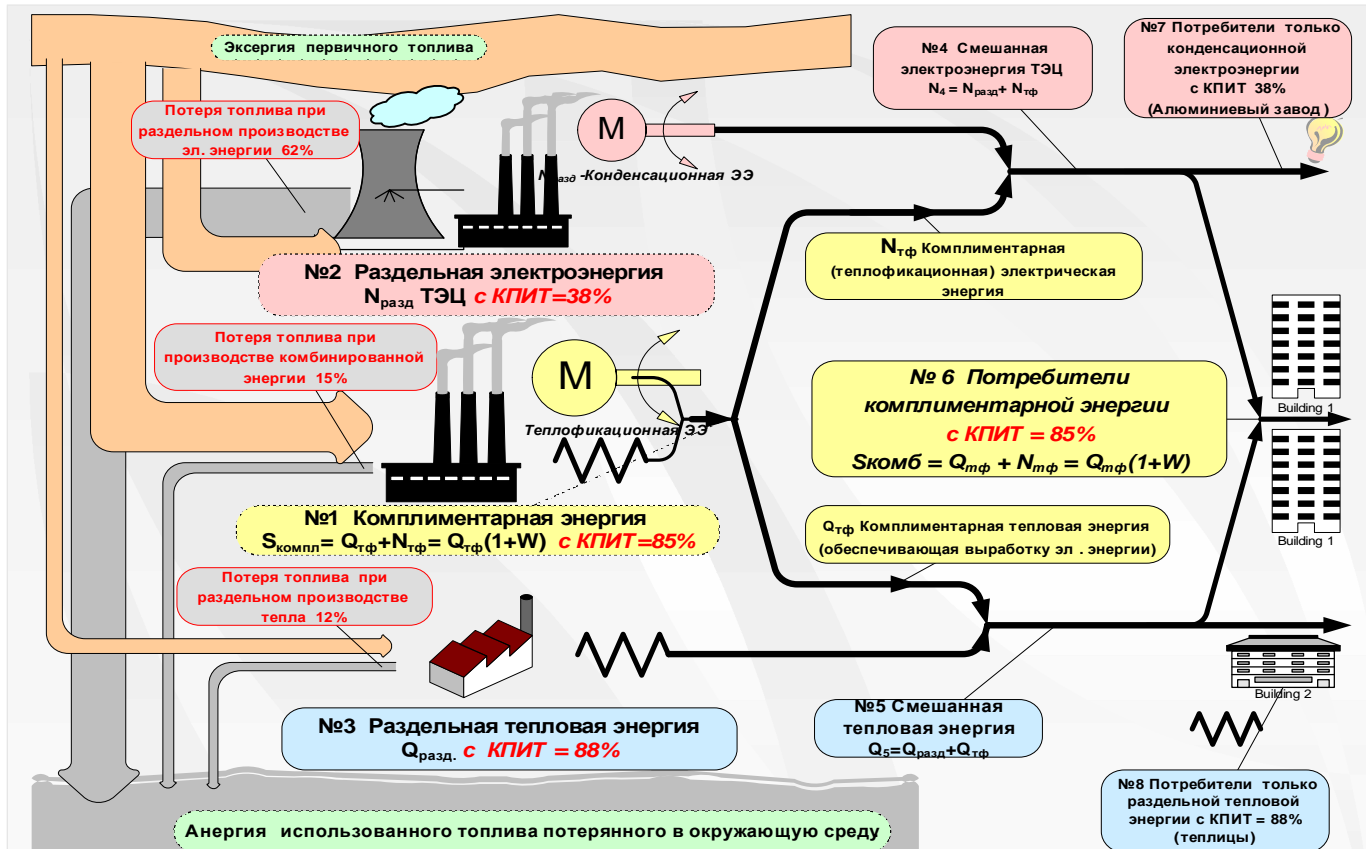 Эксергия первичного топлива
№4 Смешанная
электроэнергия ТЭЦ
N4 = Nразд+ Nтф
№7 Потребители только
конденсационной
электроэнергии
с КПИТ 38%
(Алюминиевый завод )
Потеря топлива при
раздельном производстве
эл. энергии 62%
M
-Конденсационная ЭЭ
№2 Раздельная электроэнергия
Nразд ТЭЦ с КПИТ=38%
Nтф Комплиментарная
(теплофикационная) электрическая
энергия
Потеря топлива при
производстве комбинированной
энергии 15%
M
Теплофикационная ЭЭ
№ 6 Потребители
комплиментарной энергии
с КПИТ = 85%
Sкомб = Qтф + Nтф = Qтф(1+W)
Building 1
Building 1
№1 Комплиментарная энергия
Sкомпл= Qтф+Nтф= Qтф(1+W) с КПИТ=85%
Qтф Комплиментарная тепловая энергия
(обеспечивающая выработку эл . энергии)
Потеря топлива при
раздельном производстве
тепла 12%
№3 Раздельная тепловая энергия
Qразд. с КПИТ = 88%
№5 Смешанная
тепловая энергия
Q5=Qразд+Qтф
Building 2
№8 Потребители только
раздельной тепловой
энергии с КПИТ = 88%
(теплицы)
Анергия использованного топлива потерянного в окружающую среду